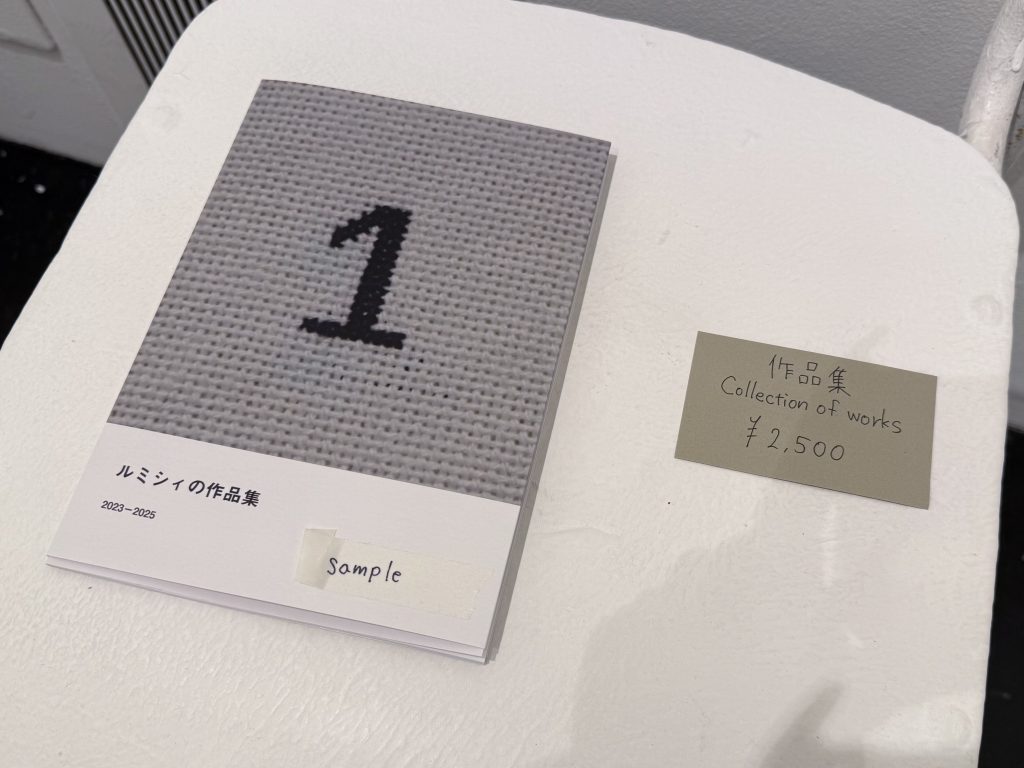 1
ルミシィの作品集
2023–2025
sample
作品集
Collection of works
¥2,500